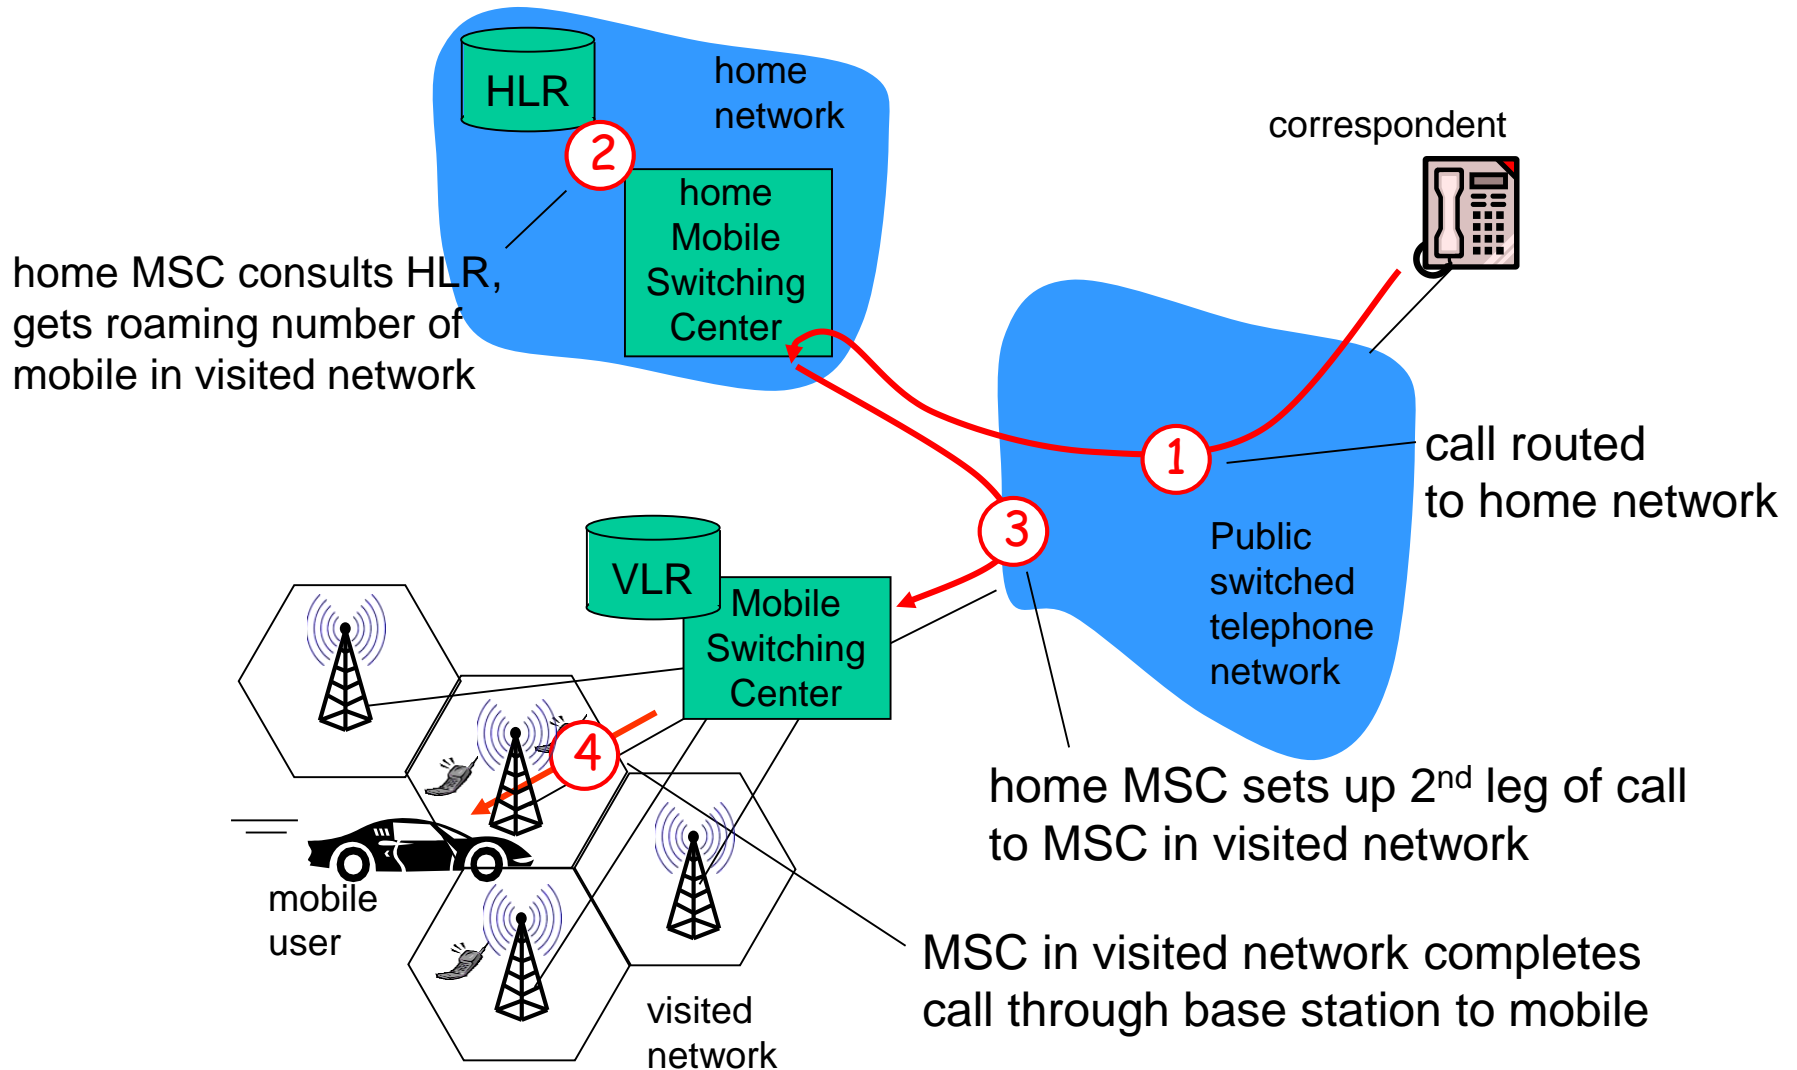 HLR
home
network
2
home
Mobile
Switching
Center
correspondent
home MSC consults HLR,
gets roaming number of
mobile in visited network
1
call routed
to home network
3
Public
switched
telephone
network
VLR
Mobile
Switching
Center
4
home MSC sets up 2nd leg of call
to MSC in visited network
mobile
user
MSC in visited network completes
call through base station to mobile
visited
network